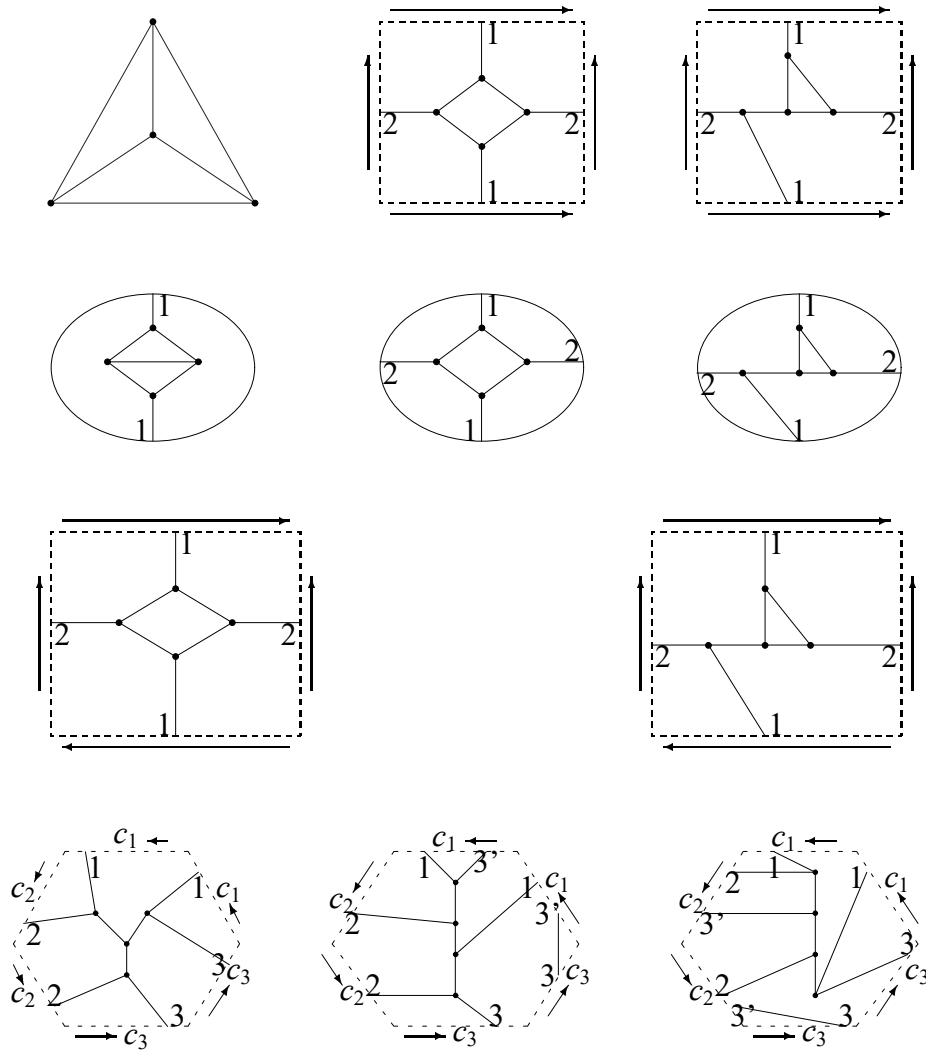 1 1
2 2 2 2
1 1
1 1 1
2 2 2 2
1 1 1
1 1
2 2 2 2
1 1
c₁ c₁ c₁
1 1 3' 1
c₂ 1 c₁ 1 c₁ 2 1 c₁
2 c₂ 2 3' c₂ 3' 3
3 c₃ 3 c₃ c₃
c₂ 2 c₂ 2 c₂ 2
3 3 3' 3
c₃ c₃ c₃